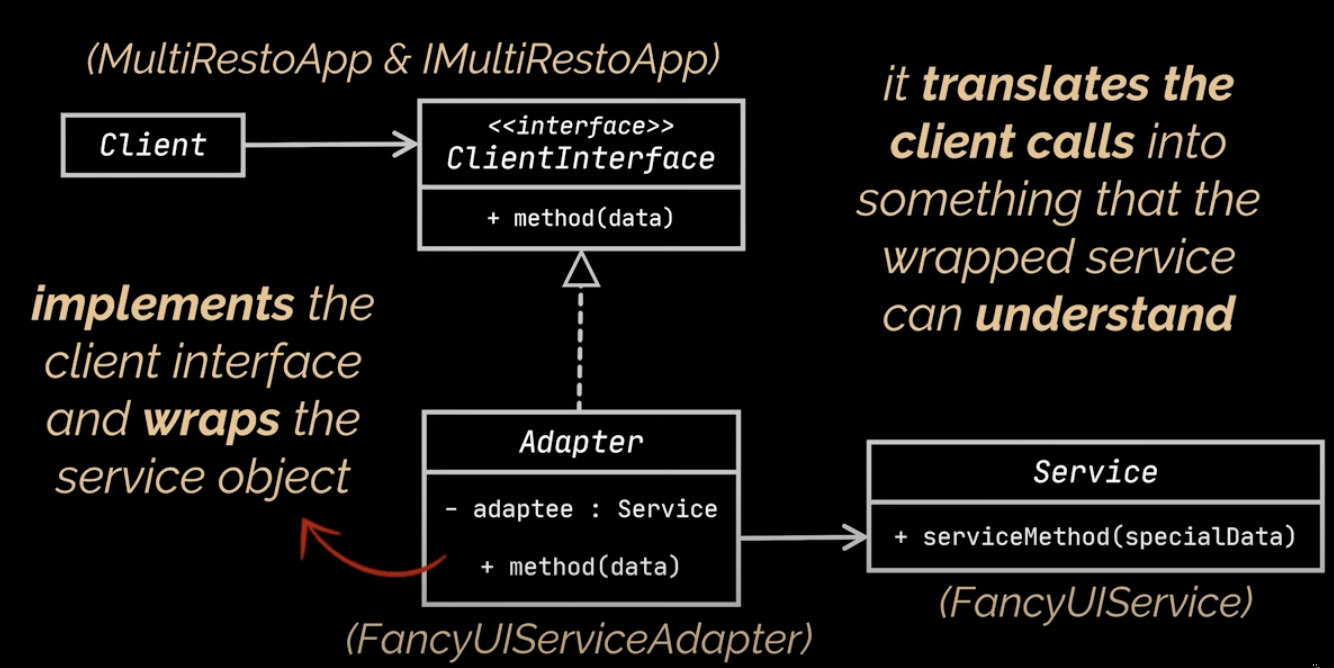 (MultiRestoApp & IMultiRestoApp)
Client
<<interface>>
ClientInterface
+ method(data)
it translates the
client calls into
something that the
wrapped service
can understand
implements the
client interface
and wraps the
service object
Adapter
- adaptee : Service
+ method(data)
(FancyUIServiceAdapter)
Service
+ serviceMethod(specialData)
(FancyUIService)